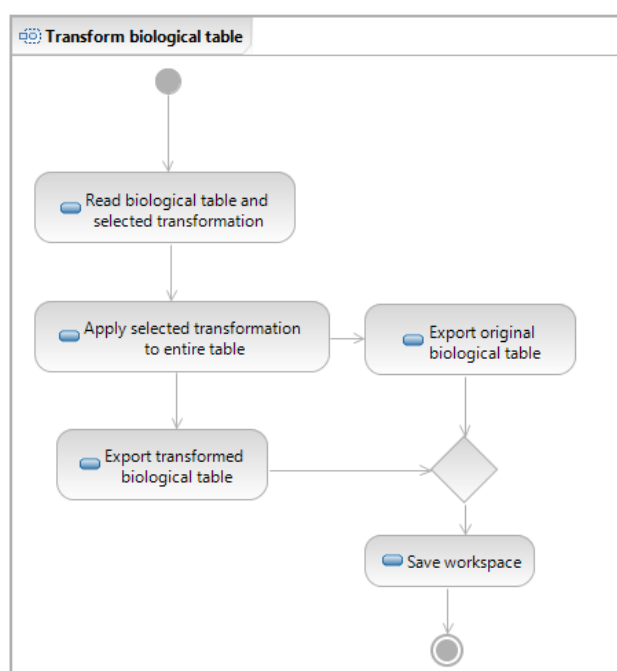 Transform biological table
Read biological table and
selected transformation
Apply selected transformation
to entire table
Export original
biological table
Export transformed
biological table
Save workspace